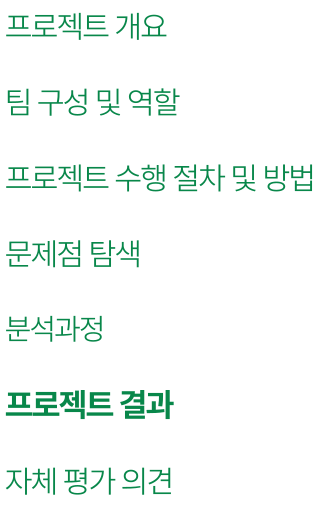 프로젝트 개요
팀 구성 및 역할
프로젝트 수행 절차 및 방법
문제점 탐색
분석과정
프로젝트 결과
자체 평가 의견